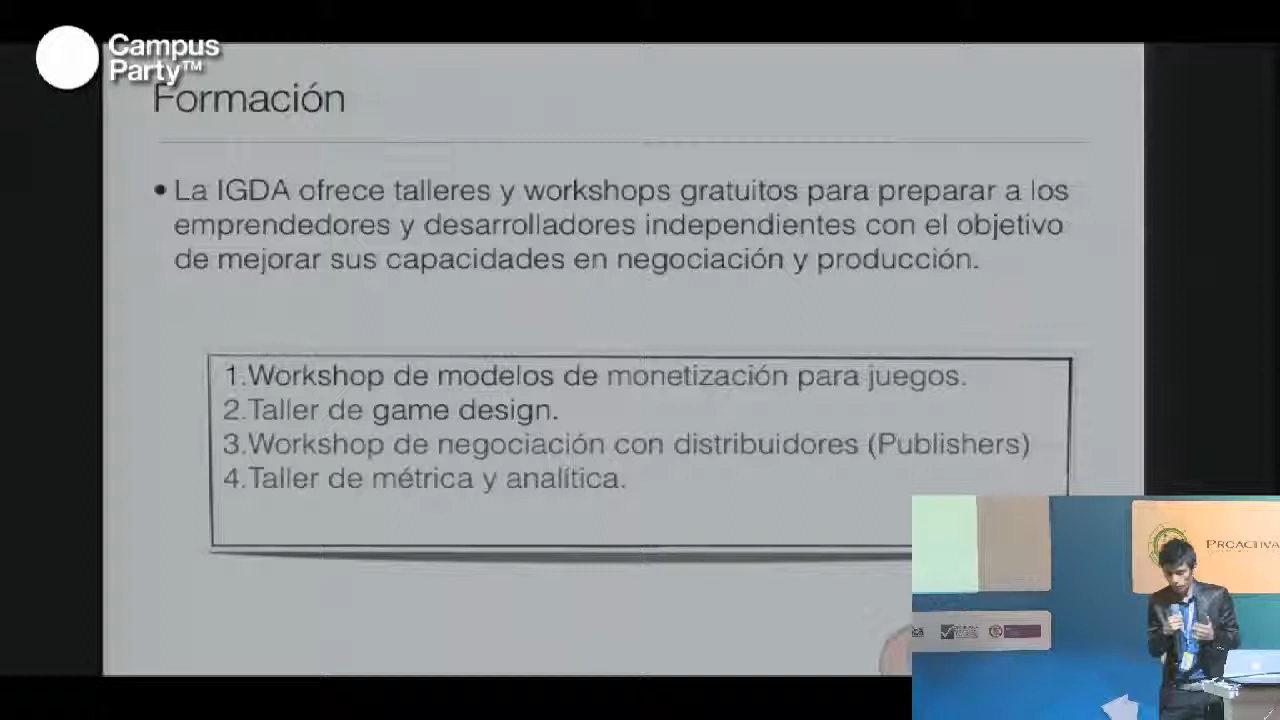 Campus
Party™
Formación
• La IGDA ofrece talleres y workshops gratuitos para preparar a los
emprendedores y desarrolladores independientes con el objetivo
de mejorar sus capacidades en negociación y producción.
1.Workshop de modelos de monetización para juegos.
2.Taller de game design.
3.Workshop de negociación con distribuidores (Publishers)
4.Taller de métrica y analítica.
PROACTIVA